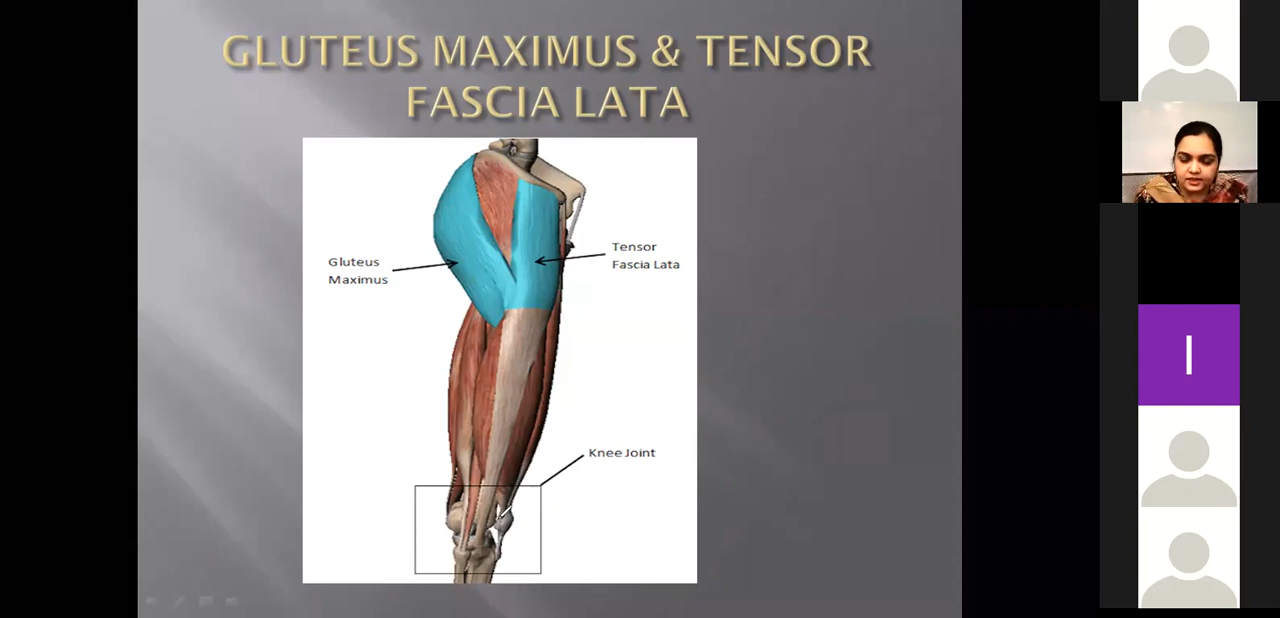 GLUTEUS MAXIMUS & TENSOR
FASCIA LATA
Gluteus
Maximus
Tensor
Fascia Lata
Knee Joint
I